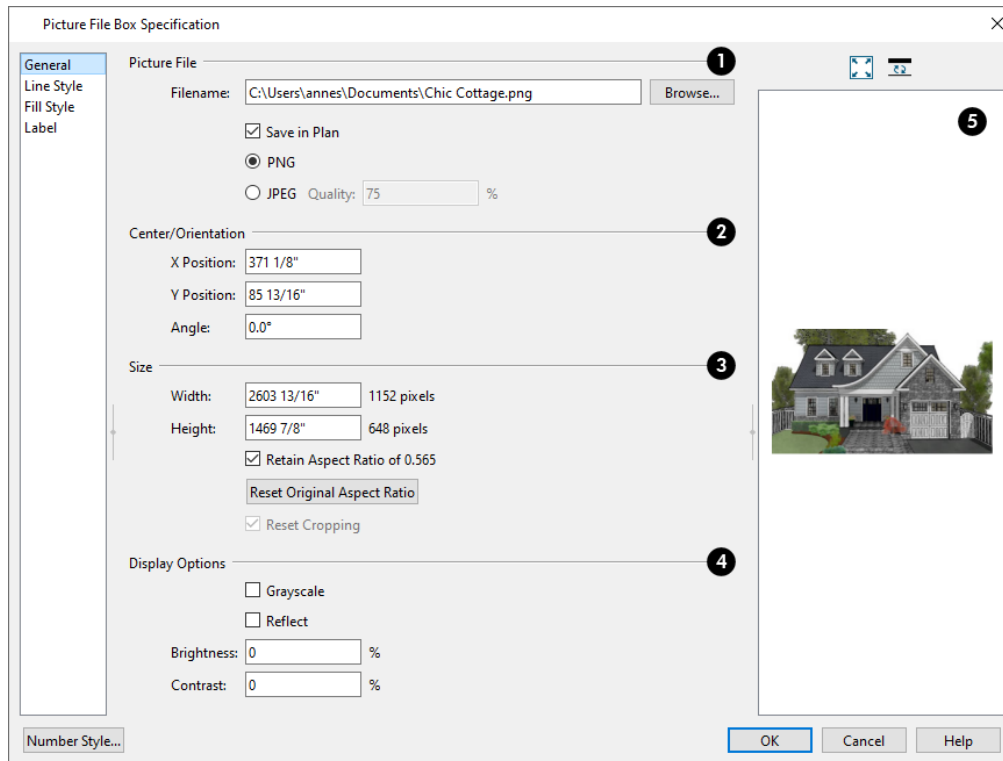 Picture File Box Specification
General
Line Style
Fill Style
Label
Picture File
1
Filename: C:\Users\annes\Documents\Chic Cottage.png Browse...
Save in Plan
PNG
JPEG Quality: 75 %
Center/Orientation
2
X Position: 371 1/8"
Y Position: 85 13/16"
Angle: 0.0°
Size
3
Width: 2603 13/16" 1152 pixels
Height: 1469 7/8" 648 pixels
Retain Aspect Ratio of 0.565
Reset Original Aspect Ratio
Reset Cropping
Display Options
4
Grayscale
Reflect
Brightness: 0 %
Contrast: 0 %
5
Number Style...
OK
Cancel
Help